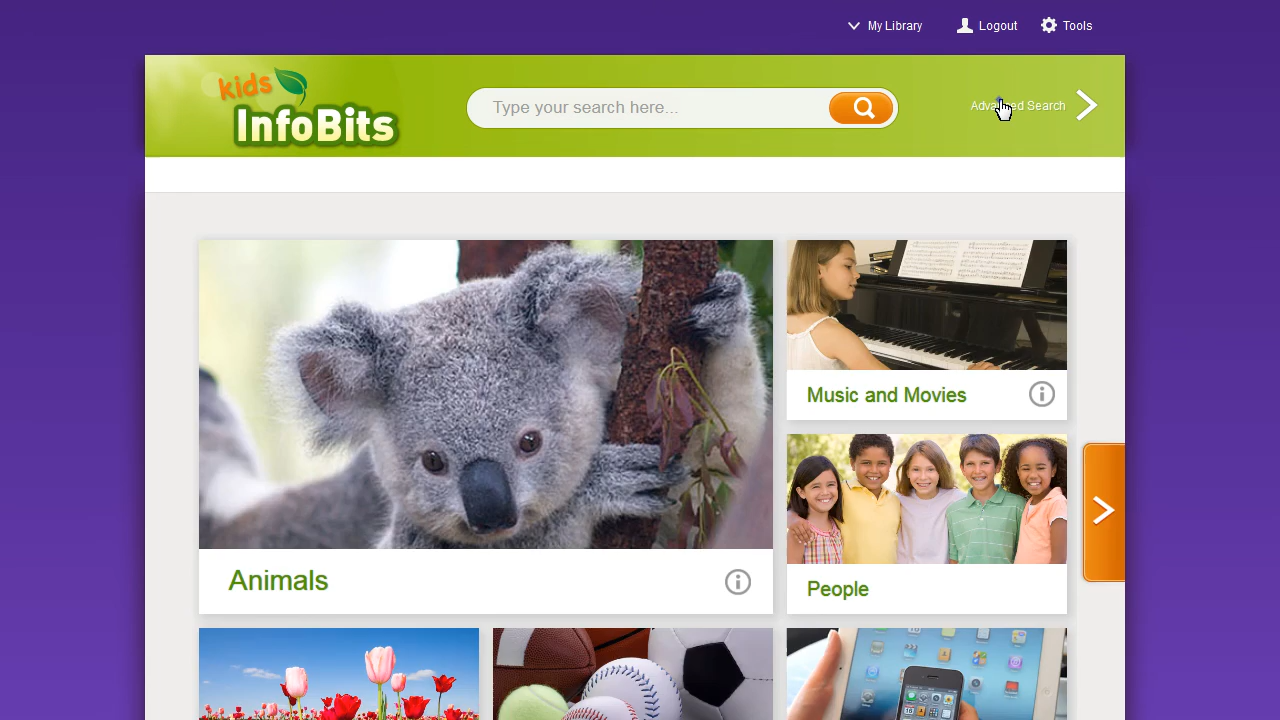 My Library
Logout
Tools
kids
InfoBits
Type your search here...
Advanced Search
Music and Movies
People
Animals